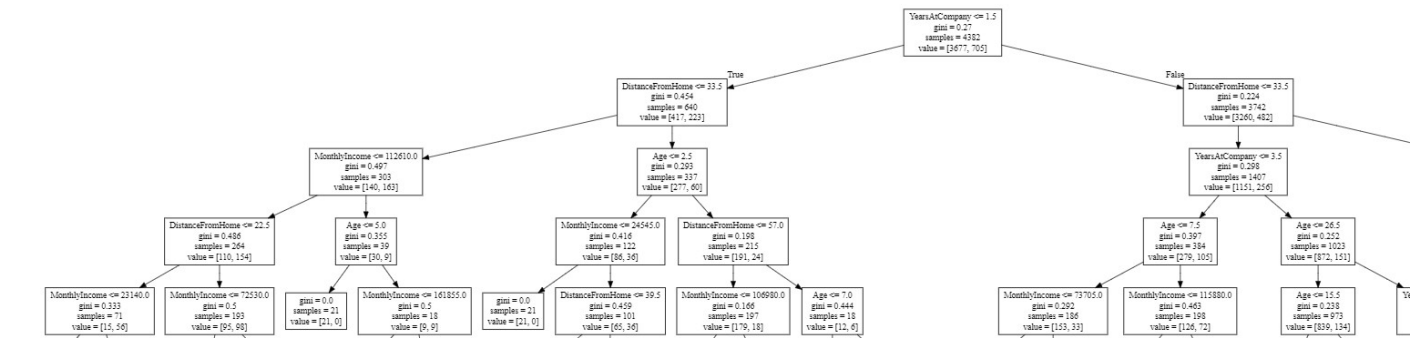 YearsAtCompany <= 1.5
gini = 0.27
samples = 4382
value = [3677, 705]
True
False
DistanceFromHome <= 33.5
gini = 0.454
samples = 640
value = [417, 223]
DistanceFromHome <= 33.5
gini = 0.224
samples = 3742
value = [3260, 482]
MonthlyIncome <= 112610.0
gini = 0.497
samples = 303
value = [140, 163]
Age <= 2.5
gini = 0.293
samples = 337
value = [277, 60]
YearsAtCompany <= 3.5
gini = 0.298
samples = 1407
value = [1151, 256]
DistanceFromHome <= 22.5
gini = 0.486
samples = 264
value = [110, 154]
Age <= 5.0
gini = 0.355
samples = 39
value = [30, 9]
MonthlyIncome <= 24545.0
gini = 0.416
samples = 122
value = [86, 36]
DistanceFromHome <= 57.0
gini = 0.198
samples = 215
value = [191, 24]
Age <= 7.5
gini = 0.397
samples = 384
value = [279, 105]
Age <= 26.5
gini = 0.252
samples = 1023
value = [872, 151]
MonthlyIncome <= 23140.0
gini = 0.333
samples = 71
value = [15, 56]
MonthlyIncome <= 72530.0
gini = 0.5
samples = 193
value = [95, 98]
gini = 0.0
samples = 21
value = [21, 0]
MonthlyIncome <= 161855.0
gini = 0.5
samples = 18
value = [9, 9]
gini = 0.0
samples = 21
value = [21, 0]
DistanceFromHome <= 39.5
gini = 0.459
samples = 101
value = [65, 36]
MonthlyIncome <= 106980.0
gini = 0.166
samples = 197
value = [179, 18]
Age <= 7.0
gini = 0.444
samples = 18
value = [12, 6]
MonthlyIncome <= 73705.0
gini = 0.292
samples = 186
value = [153, 33]
MonthlyIncome <= 115880.0
gini = 0.463
samples = 198
value = [126, 72]
Age <= 15.5
gini = 0.238
samples = 973
value = [839, 134]